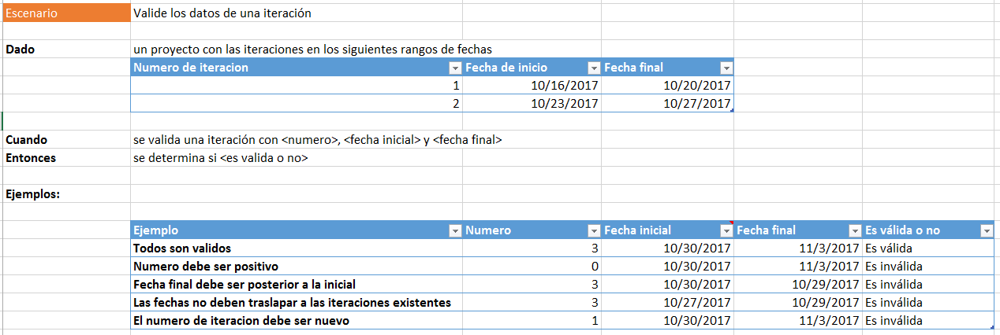 Escenario Valide los datos de una iteración
Dado un proyecto con las iteraciones en los siguientes rangos de fechas
Numero de iteracion Fecha de inicio Fecha final
1 10/16/2017 10/20/2017
2 10/23/2017 10/27/2017
Cuando se valida una iteración con <numero>, <fecha inicial> y <fecha final>
Entonces se determina si <es valida o no>
Ejemplos:
Ejemplo Numero Fecha inicial Fecha final Es válida o no
Todos son validos 3 10/30/2017 11/3/2017 Es válida
Numero debe ser positivo 0 10/30/2017 11/3/2017 Es inválida
Fecha final debe ser posterior a la inicial 3 10/30/2017 10/29/2017 Es inválida
Las fechas no deben traslapar a las iteraciones existentes 3 10/27/2017 10/29/2017 Es inválida
El numero de iteracion debe ser nuevo 1 10/30/2017 11/3/2017 Es inválida